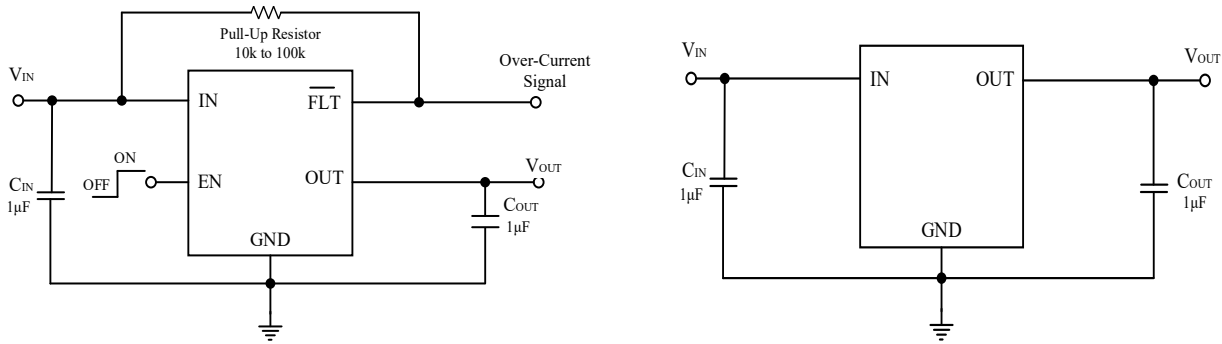 Pull-Up Resistor
10k to 100k
VIN
IN
FLT
Over-Current
Signal
ON
OFF
EN
OUT
VOUT
CIN
1μF
COUT
1μF
GND
VIN
IN
OUT
VOUT
CIN
1μF
COUT
1μF
GND